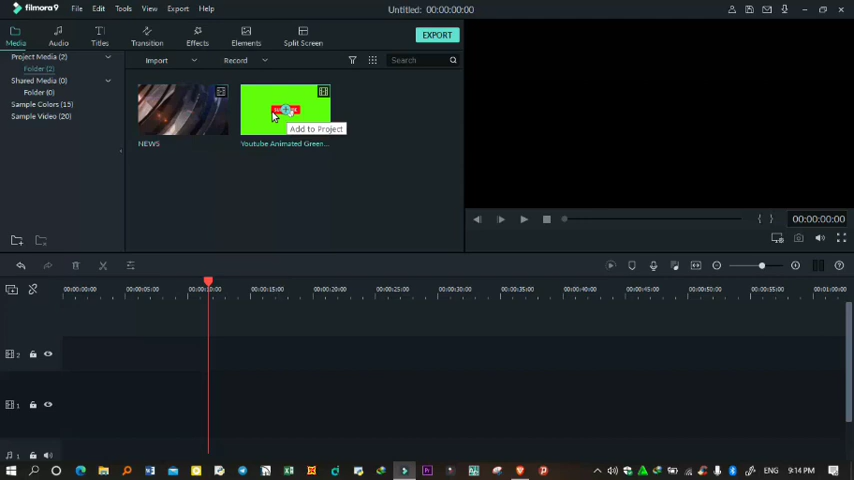 filmora9 File Edit Tools View Export Help Untitled: 00:00:00:00
Media Audio Titles Transition Effects Elements Split Screen EXPORT
Project Media (2)
Folder (2)
Shared Media (0)
Folder (0)
Sample Colors (15)
Sample Video (20)
Import Record Search
Add to Project
NEWS Youtube Animated Green...
00:00:00:00
00:00:00:00 00:00:05:00 00:00:10:00 00:00:15:00 00:00:20:00 00:00:25:00 00:00:30:00 00:00:35:00 00:00:40:00 00:00:45:00 00:00:50:00 00:00:55:00 00:01:00:00
2
1
1
ENG 9:14 PM